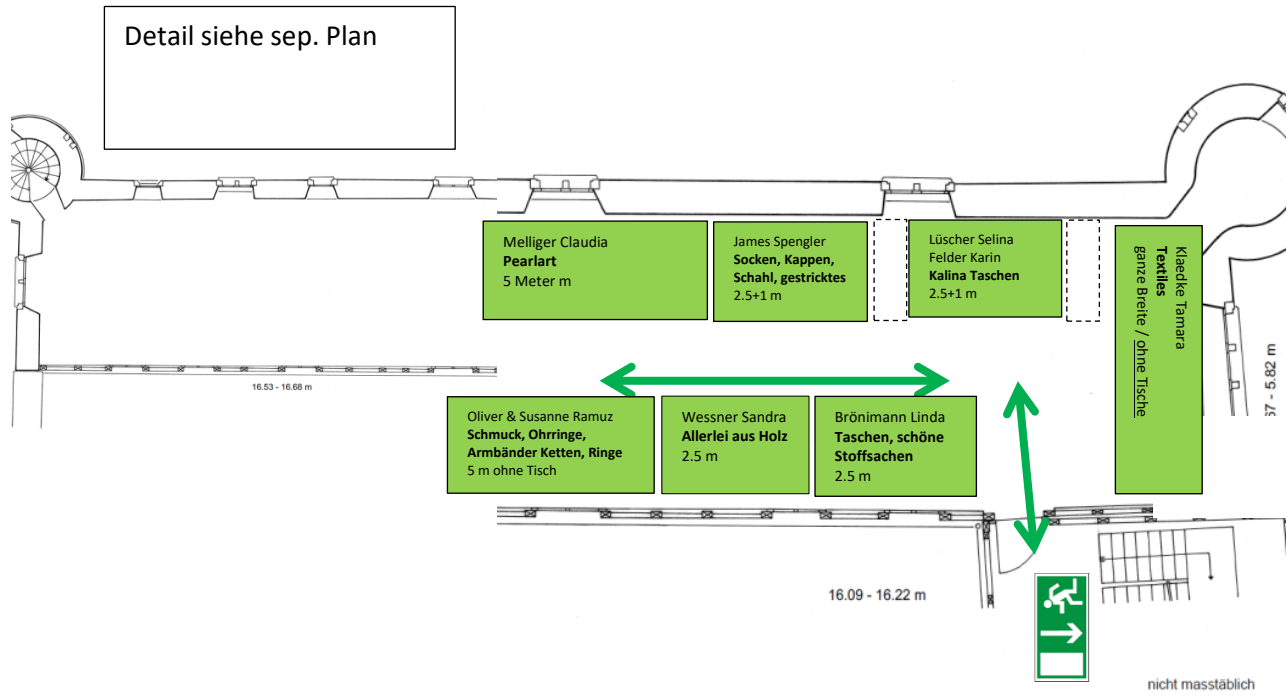 Detail siehe sep. Plan
Melliger Claudia
Pearlart
5 Meter m
James Spengler
Socken, Kappen,
Schahl, gestricktes
2.5+1 m
Lüscher Selina
Felder Karin
Kalina Taschen
2.5+1 m
Klaedke Tamara
Textiles
ganze Breite / ohne Tische
16.53 - 16.68 m
Oliver & Susanne Ramuz
Schmuck, Ohrringe,
Armbänder Ketten, Ringe
5 m ohne Tisch
Wessner Sandra
Allerlei aus Holz
2.5 m
Brönimann Linda
Taschen, schöne
Stoffsachen
2.5 m
16.09 - 16.22 m
nicht masstäblich